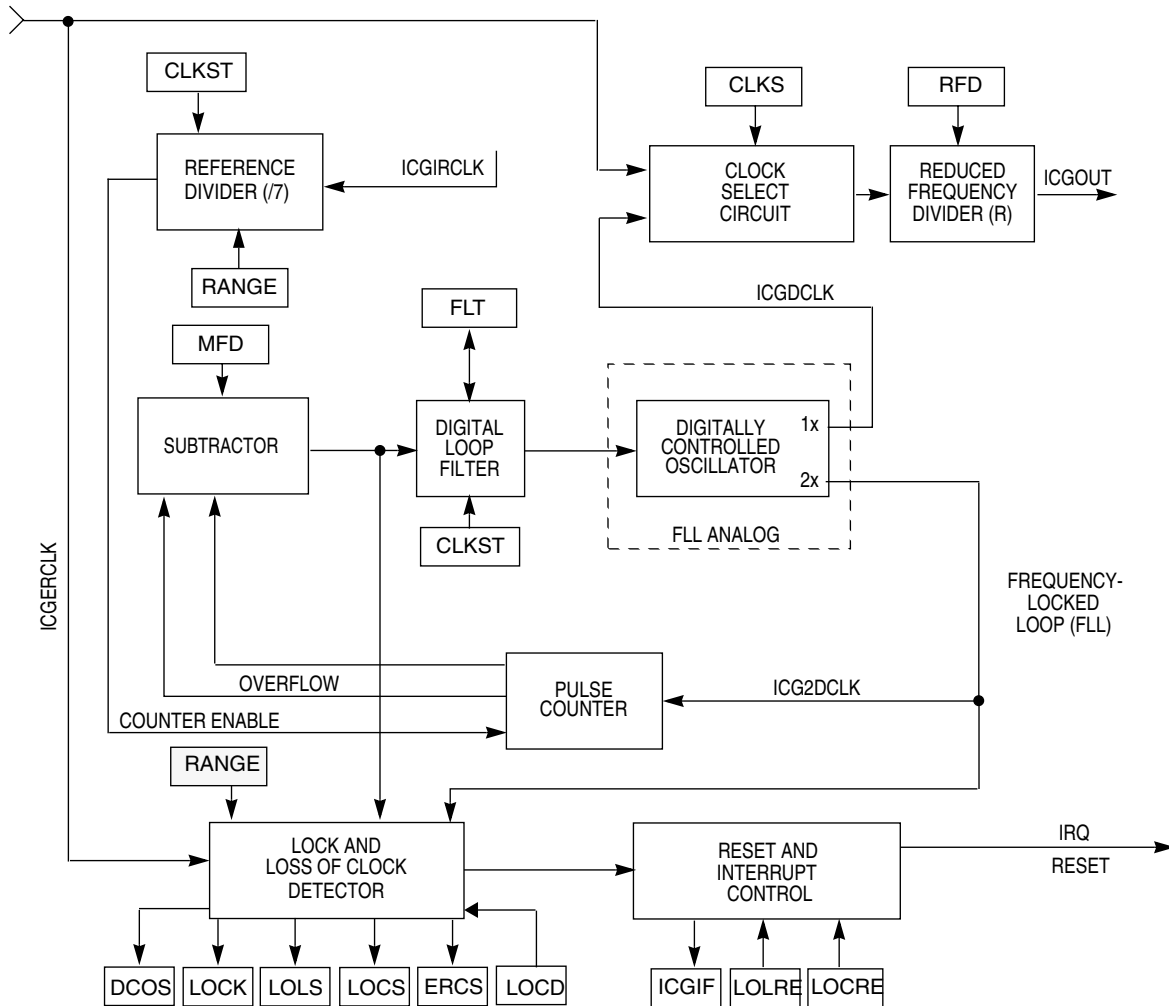 CLKST
CLKS
RFD
REFERENCE
DIVIDER (/7)
ICGIRCLK
CLOCK
SELECT
CIRCUIT
REDUCED
FREQUENCY
DIVIDER (R)
ICGOUT
RANGE
ICGDCLK
FLT
MFD
SUBTRACTOR
DIGITAL
LOOP
FILTER
DIGITALLY
CONTROLLED
OSCILLATOR
1x
2x
FLL ANALOG
CLKST
ICGERCLK
FREQUENCY-
LOCKED
LOOP (FLL)
OVERFLOW
PULSE
COUNTER
ICG2DCLK
COUNTER ENABLE
RANGE
LOCK AND
LOSS OF CLOCK
DETECTOR
RESET AND
INTERRUPT
CONTROL
IRQ
RESET
DCOS
LOCK
LOLS
LOCS
ERCS
LOCD
ICGIF
LOLRE
LOCRE